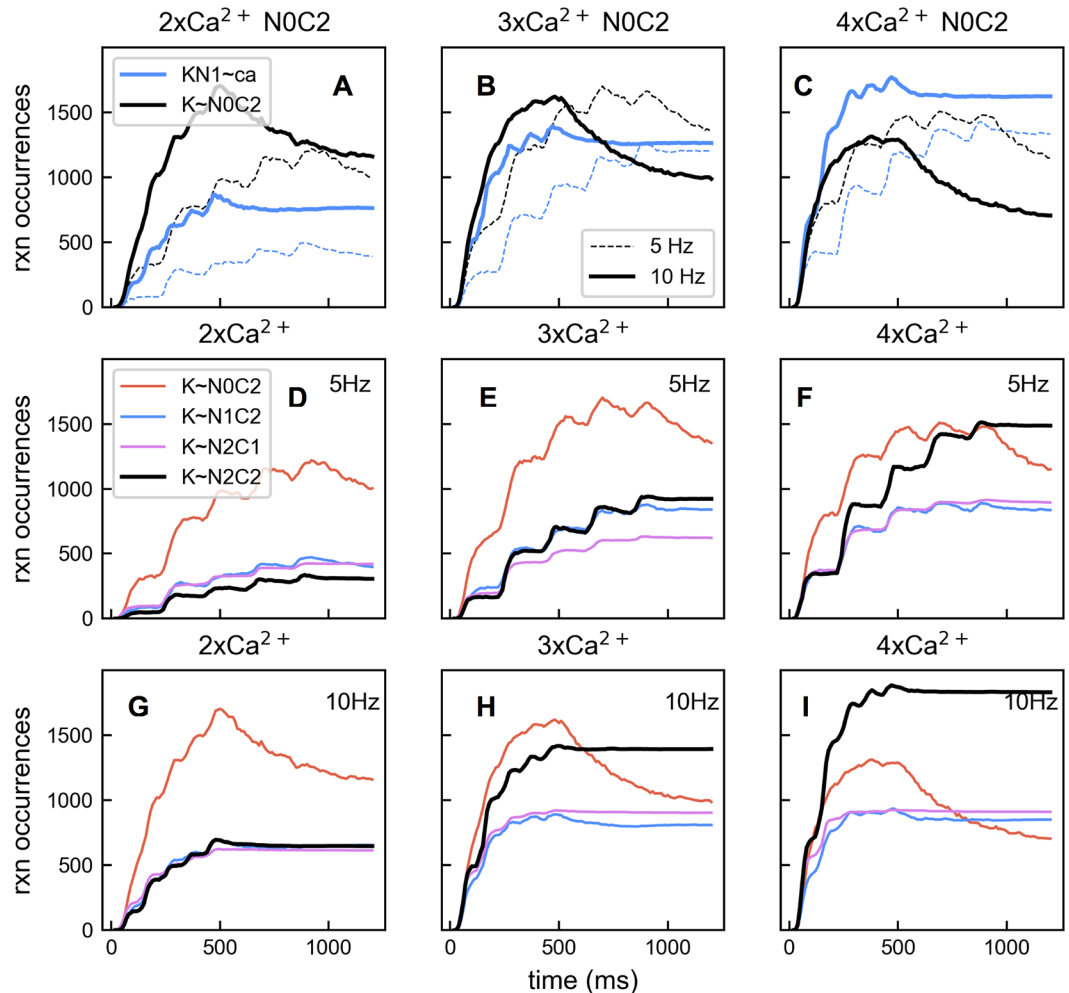 2xCa2+ N0C2
3xCa2+ N0C2
4xCa2+ N0C2
rxn occurrences
1500
1000
500
0
KN1~ca
K~N0C2
A
B
5 Hz
10 Hz
C
2xCa2+
3xCa2+
4xCa2+
rxn occurrences
1500
1000
500
0
K~N0C2
K~N1C2
K~N2C1
K~N2C2
D
5Hz
E
5Hz
F
5Hz
2xCa2+
3xCa2+
4xCa2+
rxn occurrences
1500
1000
500
0
G
10Hz
H
10Hz
I
10Hz
0 500 1000
0 500 1000
0 500 1000
time (ms)